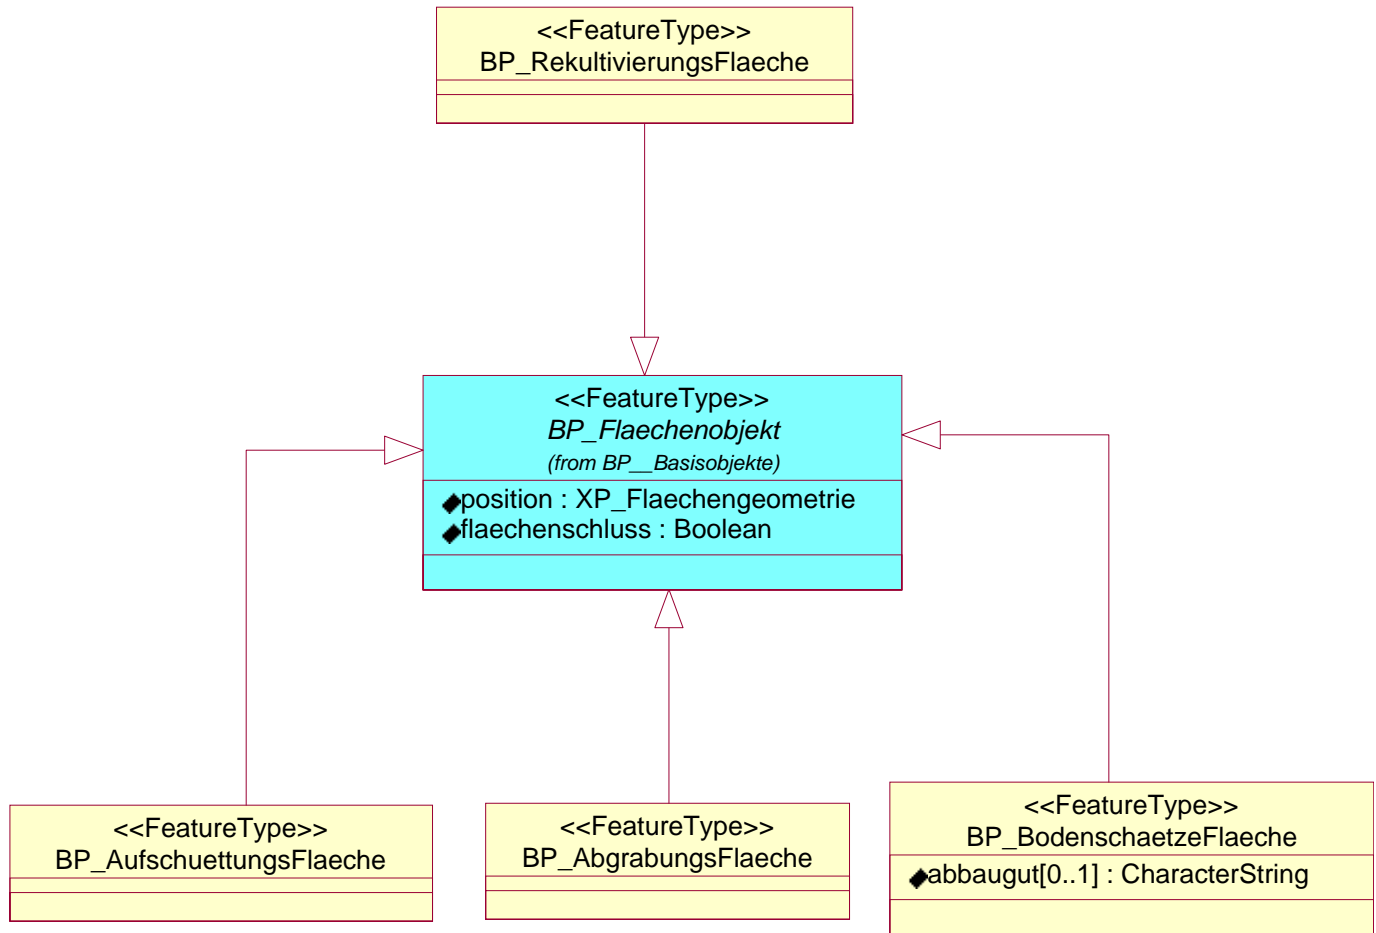 <<FeatureType>>
BP_RekultivierungsFlaeche
<<FeatureType>>
BP_Flaechenobjekt
(from BP__Basisobjekte)
position : XP_Flaechengeometrie
flaechenschluss : Boolean
<<FeatureType>>
BP_AufschuettungsFlaeche
<<FeatureType>>
BP_AbgrabungsFlaeche
<<FeatureType>>
BP_BodenschaetzeFlaeche
abbaugut[0..1] : CharacterString